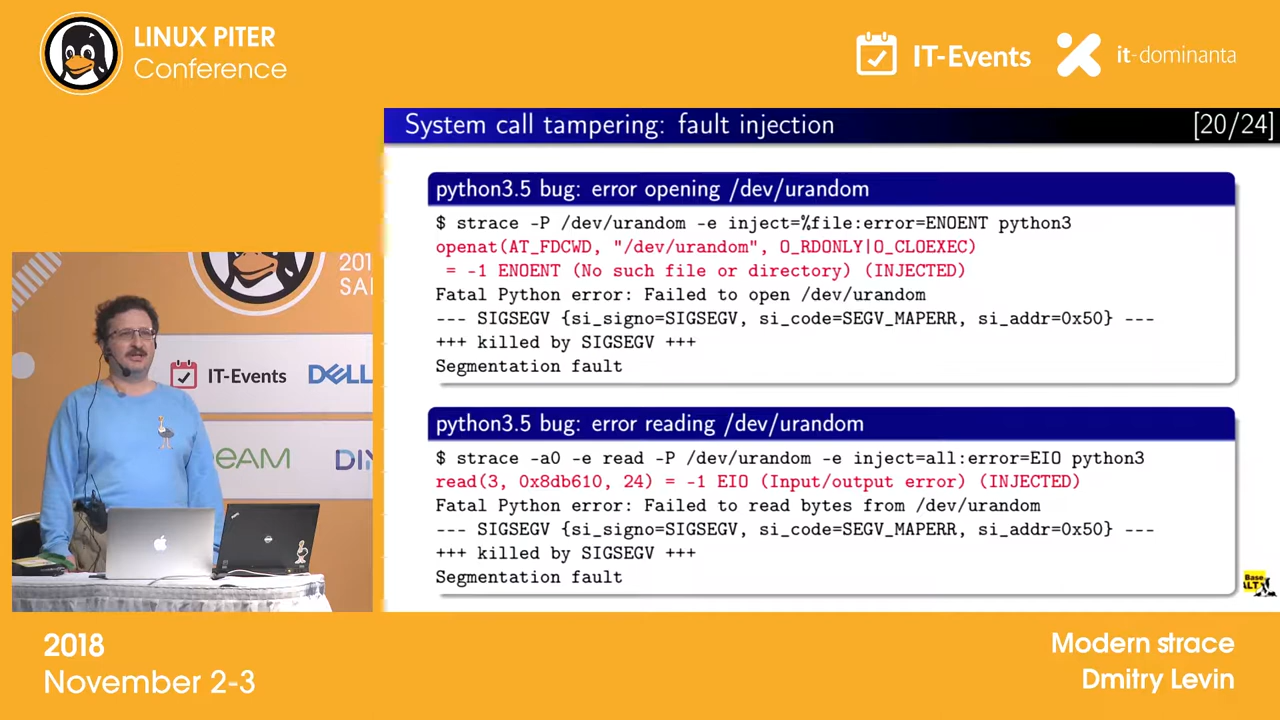 LINUX PITER
Conference
IT-Events
it-dominanta
System call tampering: fault injection
[20/24]
python3.5 bug: error opening /dev/urandom
$ strace -P /dev/urandom -e inject=%file:error=ENOENT python3
openat(AT_FDCWD, "/dev/urandom", O_RDONLY|O_CLOEXEC)
= -1 ENOENT (No such file or directory) (INJECTED)
Fatal Python error: Failed to open /dev/urandom
--- SIGSEGV {si_signo=SIGSEGV, si_code=SEGV_MAPERR, si_addr=0x50} ---
+++ killed by SIGSEGV +++
Segmentation fault
python3.5 bug: error reading /dev/urandom
$ strace -a0 -e read -P /dev/urandom -e inject=all:error=EIO python3
read(3, 0x8db610, 24) = -1 EIO (Input/output error) (INJECTED)
Fatal Python error: Failed to read bytes from /dev/urandom
--- SIGSEGV {si_signo=SIGSEGV, si_code=SEGV_MAPERR, si_addr=0x50} ---
+++ killed by SIGSEGV +++
Segmentation fault
Base
ALT
201
SA
IT-Events
DELL
eAM
DI
2018
November 2-3
Modern strace
Dmitry Levin